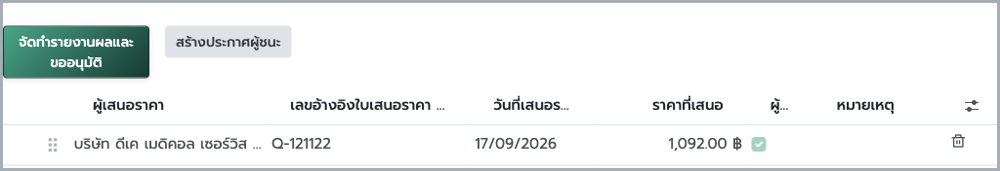 จัดทำรายงานผลและ
ขออนุมัติ
สร้างประกาศผู้ชนะ
ผู้เสนอราคา เลขอ้างอิงใบเสนอราคา ... วันที่เสนอร... ราคาที่เสนอ ผู้... หมายเหตุ
บริษัท ดีเค เมดิคอล เซอร์วิส ... Q-121122 17/09/2026 1,092.00 ฿